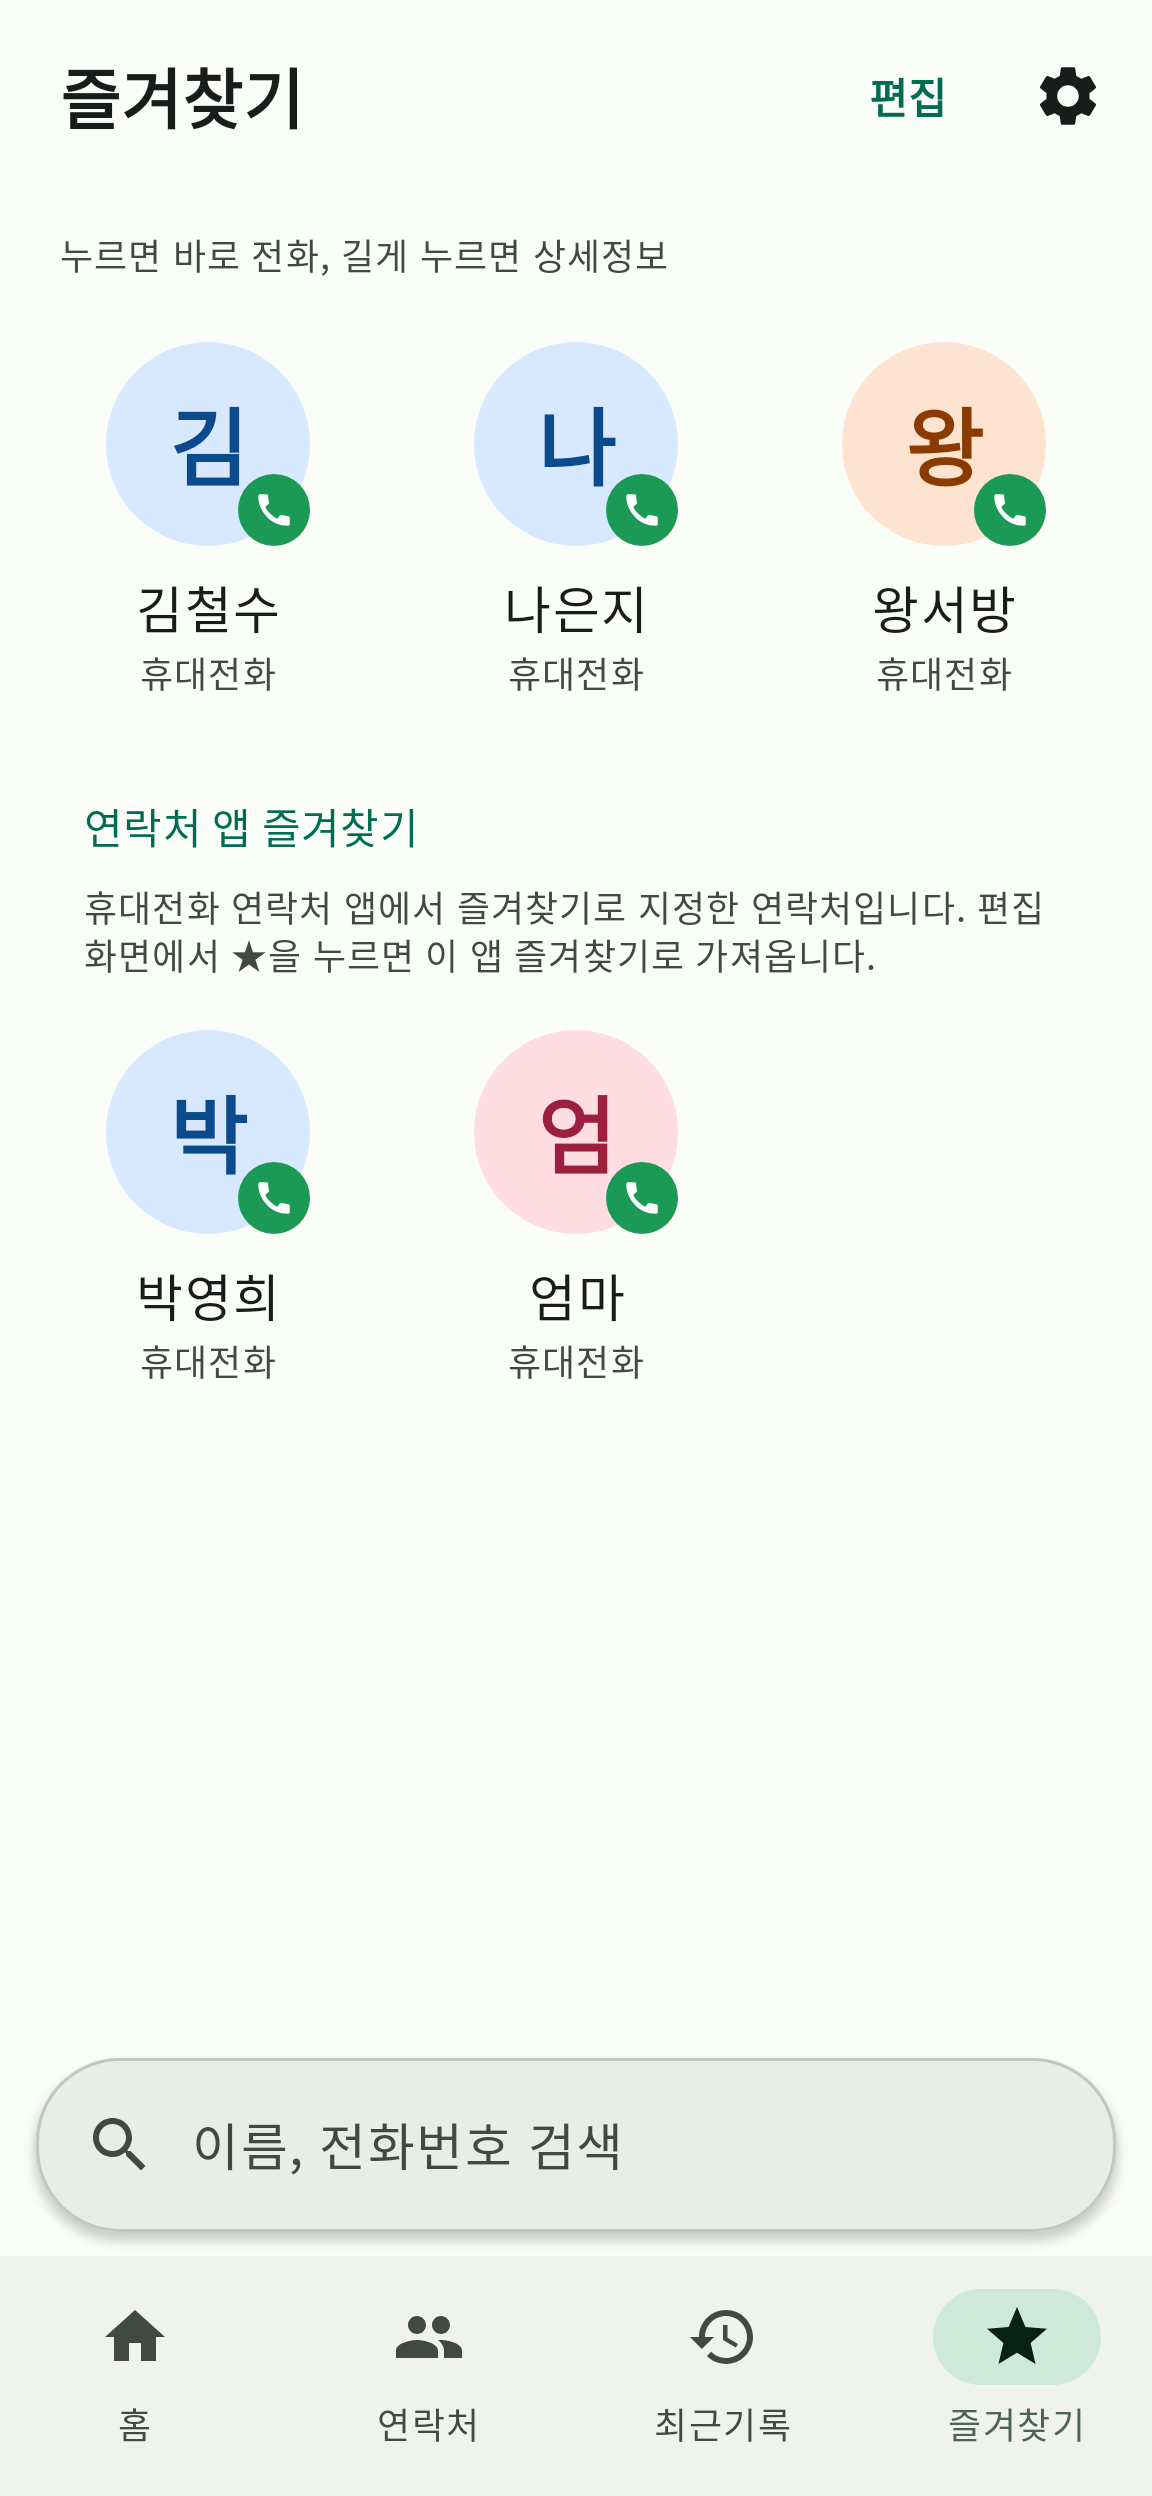 즐겨찾기
편집
누르면 바로 전화, 길게 누르면 상세정보
김
나
왕
김철수
나은지
왕서방
휴대전화
휴대전화
휴대전화
연락처 앱 즐겨찾기
휴대전화 연락처 앱에서 즐겨찾기로 지정한 연락처입니다. 편집
화면에서 ★을 누르면 이 앱 즐겨찾기로 가져옵니다.
박
엄
박영희
엄마
휴대전화
휴대전화
이름, 전화번호 검색
홈
연락처
최근기록
즐겨찾기